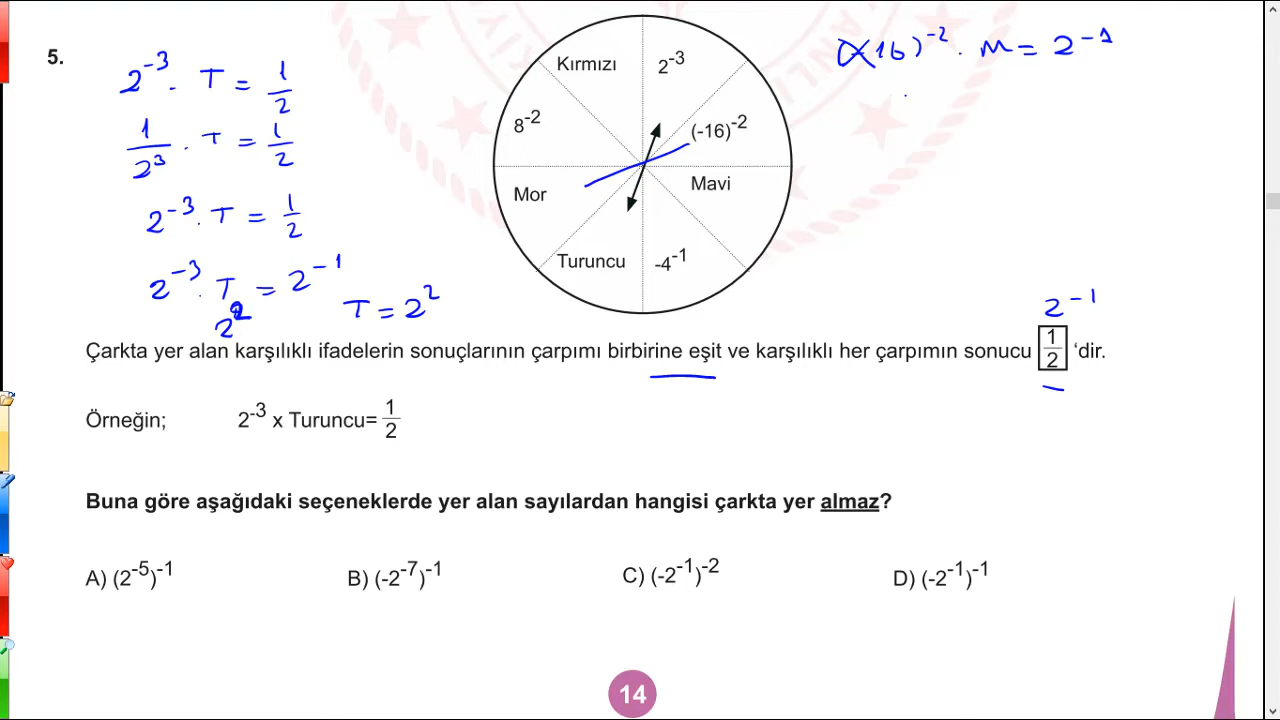 5.
2⁻³ . T = 1/2
1/2³ . T = 1/2
2⁻³ . T = 1/2
2⁻³ . T = 2⁻¹
2²
T = 2²
Kırmızı
2⁻³
8⁻²
(-16)⁻²
Mor
Mavi
Turuncu
-4⁻¹
(-16)⁻² . M = 2⁻¹
2⁻¹
Çarkta yer alan karşılıklı ifadelerin sonuçlarının çarpımı birbirine eşit ve karşılıklı her çarpımın sonucu 1/2 ‘dir.
Örneğin; 2⁻³ x Turuncu= 1/2
Buna göre aşağıdaki seçeneklerde yer alan sayılardan hangisi çarkta yer almaz?
A) (2⁻⁵)⁻¹ B) (-2⁻⁷)⁻¹ C) (-2⁻¹)⁻² D) (-2⁻¹)⁻¹
14